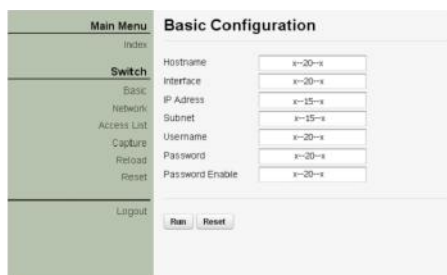 Main Menu
Index
Switch
Basic
Network
Access List
Capture
Reload
Reset
Logout
Basic Configuration
Hostname x--20--x
Interface x--20--x
IP Adress x--15--x
Subnet x--15--x
Username x--20--x
Password x--20--x
Password Enable x--20--x
Run Reset